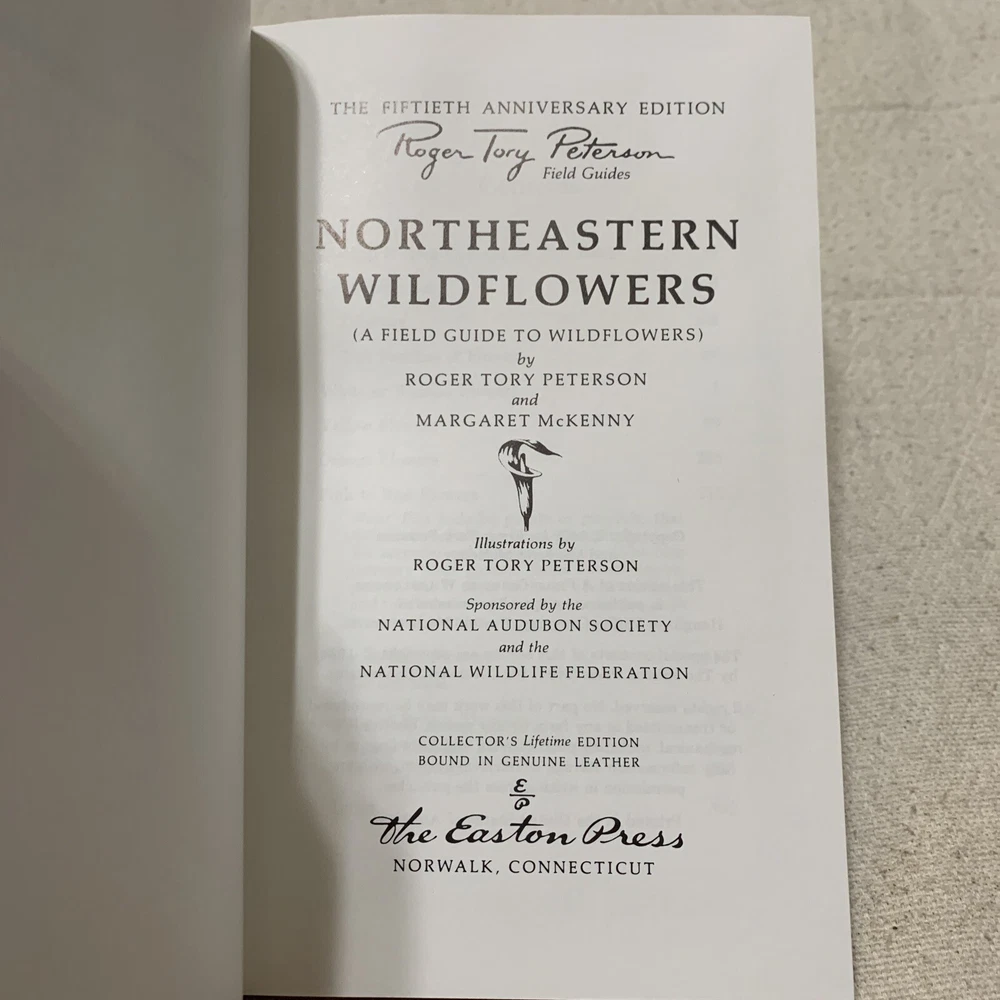 THE FIFTIETH ANNIVERSARY EDITION
Roger Tory Peterson
Field Guides
NORTHEASTERN
WILDFLOWERS
(A FIELD GUIDE TO WILDFLOWERS)
by
ROGER TORY PETERSON
and
MARGARET McKENNY
Illustrations by
ROGER TORY PETERSON
Sponsored by the
NATIONAL AUDUBON SOCIETY
and the
NATIONAL WILDLIFE FEDERATION
COLLECTOR'S Lifetime EDITION
BOUND IN GENUINE LEATHER
E
P
The Easton Press
NORWALK, CONNECTICUT